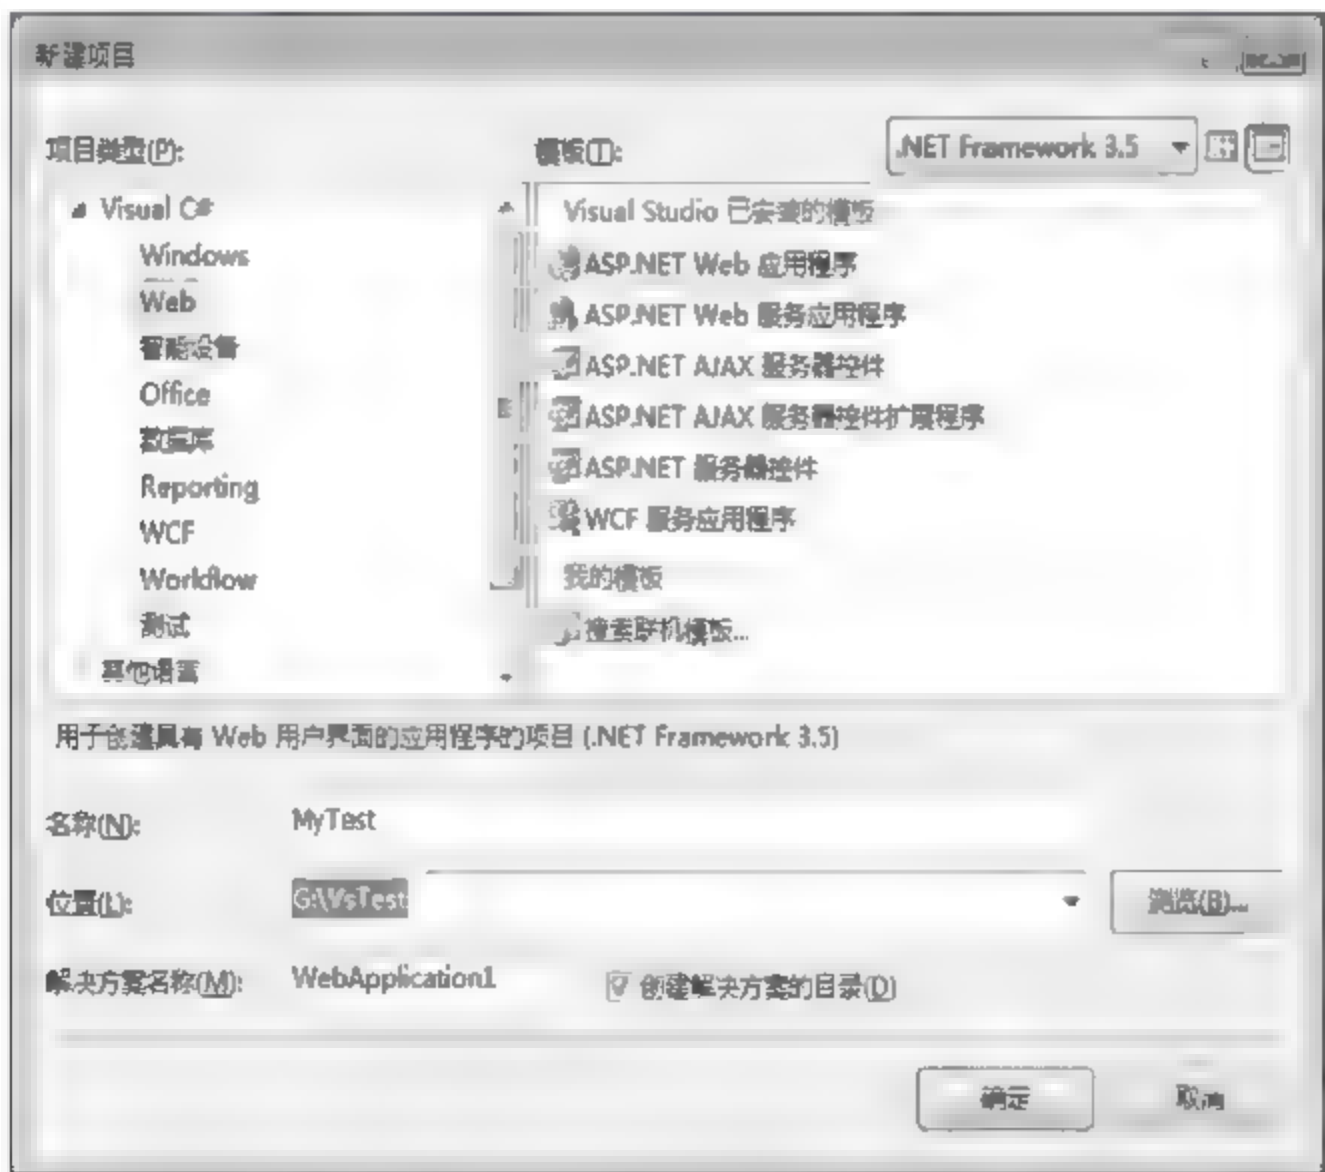 新建项目
项目类型(P):
模板(T):
.NET Framework 3.5
Visual C#
Windows
Web
智能设备
Office
数据库
Reporting
WCF
Workflow
测试
其他语言
Visual Studio 已安装的模板
ASP.NET Web 应用程序
ASP.NET Web 服务应用程序
ASP.NET AJAX 服务器控件
ASP.NET AJAX 服务器控件扩展程序
ASP.NET 服务器控件
WCF 服务应用程序
我的模板
搜索联机模板...
用于创建具有 Web 用户界面的应用程序的项目 (.NET Framework 3.5)
名称(N):
MyTest
位置(L):
G:\VsTest
浏览(B)...
解决方案名称(M):
WebApplication1
创建解决方案的目录(D)
确定
取消